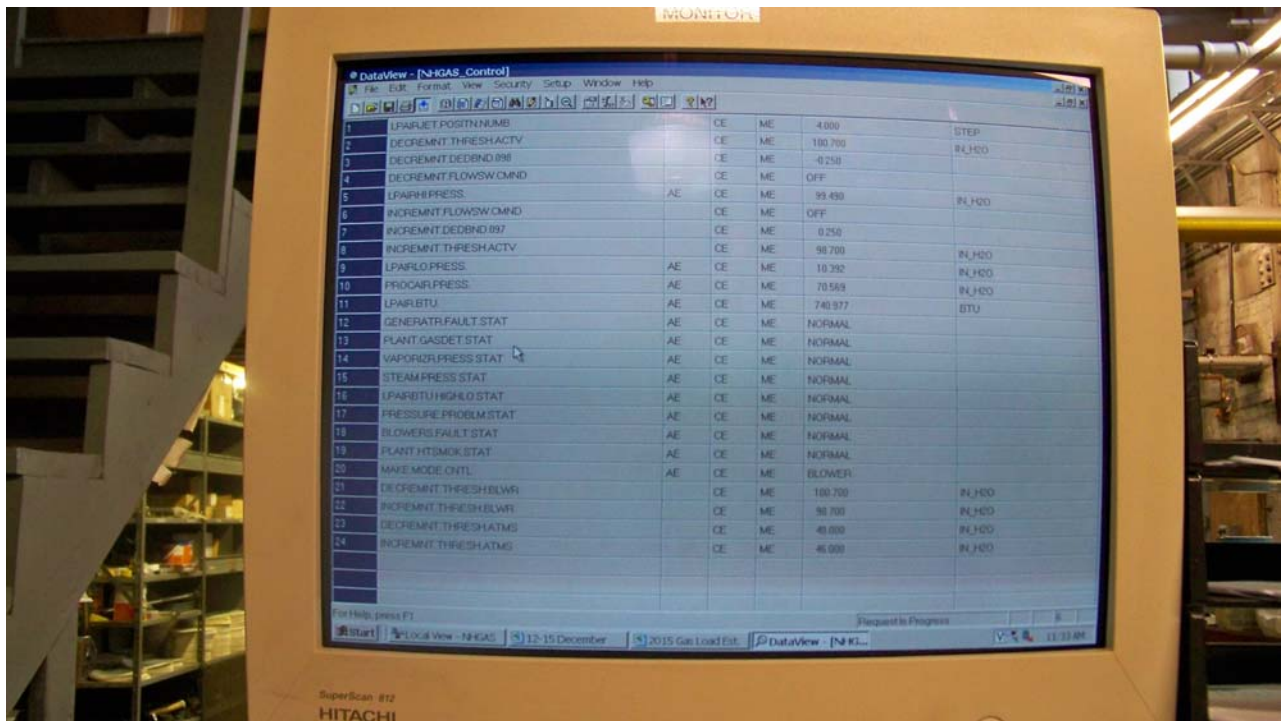 MONITOR
DataView - [NHGAS_Control]
File Edit Format View Security Setup Window Help
1 LPAIRJET.POSITN.NUMB CE ME 4.000 STEP
2 DECREMNT.THRESH.ACTV CE ME 100.700 IN_H2O
3 DECREMNT.DEDBND.098 CE ME -0.250
4 DECREMNT.FLOWSW.CMND CE ME OFF
5 LPAIRHI.PRESS. AE CE ME 99.490 IN_H2O
6 INCREMNT.FLOWSW.CMND CE ME OFF
7 INCREMNT.DEDBND.097 CE ME 0.250
8 INCREMNT.THRESH.ACTV CE ME 98.700 IN_H2O
9 LPAIRLO.PRESS. AE CE ME 10.392 IN_H2O
10 PROCAIR.PRESS. AE CE ME 70.569 IN_H2O
11 LPAIR.BTU. AE CE ME 740.977 BTU
12 GENERATR.FAULT.STAT AE CE ME NORMAL
13 PLANT.GASDET.STAT AE CE ME NORMAL
14 VAPORIZR.PRESS.STAT AE CE ME NORMAL
15 STEAM.PRESS.STAT AE CE ME NORMAL
16 LPAIRBTU.HIGHLO.STAT AE CE ME NORMAL
17 PRESSURE.PROBLM.STAT AE CE ME NORMAL
18 BLOWERS.FAULT.STAT AE CE ME NORMAL
19 PLANT.HTSMOK.STAT AE CE ME NORMAL
20 MAKE.MODE.CNTL AE CE ME BLOWER
21 DECREMNT.THRESH.BLWR CE ME 100.700 IN_H2O
22 INCREMNT.THRESH.BLWR CE ME 98.700 IN_H2O
23 DECREMNT.THRESH.ATMS CE ME 49.000 IN_H2O
24 INCREMNT.THRESH.ATMS CE ME 46.000 IN_H2O
For Help, press F1 Request In Progress
Start Local View - NHGAS 12-15 December 2015 Gas Load Est. DataView - [NHG... 11:33 AM
SuperScan 812
HITACHI